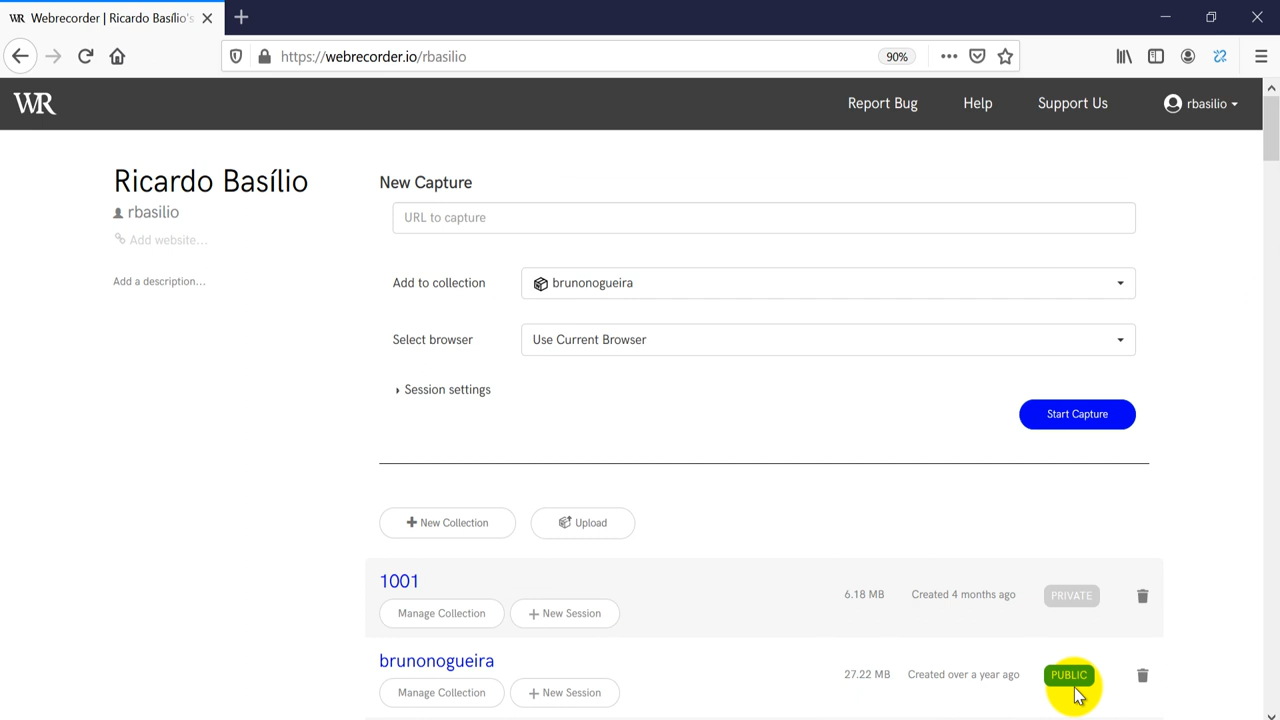 WR Webrecorder | Ricardo Basílio's
https://webrecorder.io/rbasilio
90%
WR
Report Bug
Help
Support Us
rbasilio
Ricardo Basílio
rbasilio
Add website...
Add a description...
New Capture
URL to capture
Add to collection
brunonogueira
Select browser
Use Current Browser
Session settings
Start Capture
New Collection
Upload
1001
6.18 MB
Created 4 months ago
PRIVATE
Manage Collection
New Session
brunonogueira
27.22 MB
Created over a year ago
PUBLIC
Manage Collection
New Session